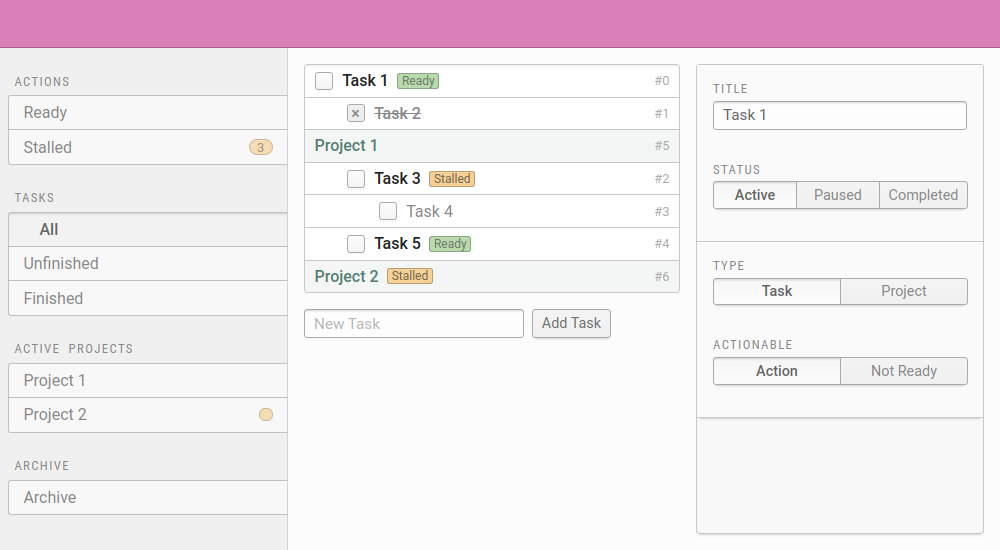 ACTIONS
Ready
Stalled 3
TASKS
All
Unfinished
Finished
ACTIVE PROJECTS
Project 1
Project 2
ARCHIVE
Archive
Task 1 Ready #0
Task 2 #1
Project 1 #5
Task 3 Stalled #2
Task 4 #3
Task 5 Ready #4
Project 2 Stalled #6
New Task Add Task
TITLE
Task 1
STATUS
Active Paused Completed
TYPE
Task Project
ACTIONABLE
Action Not Ready